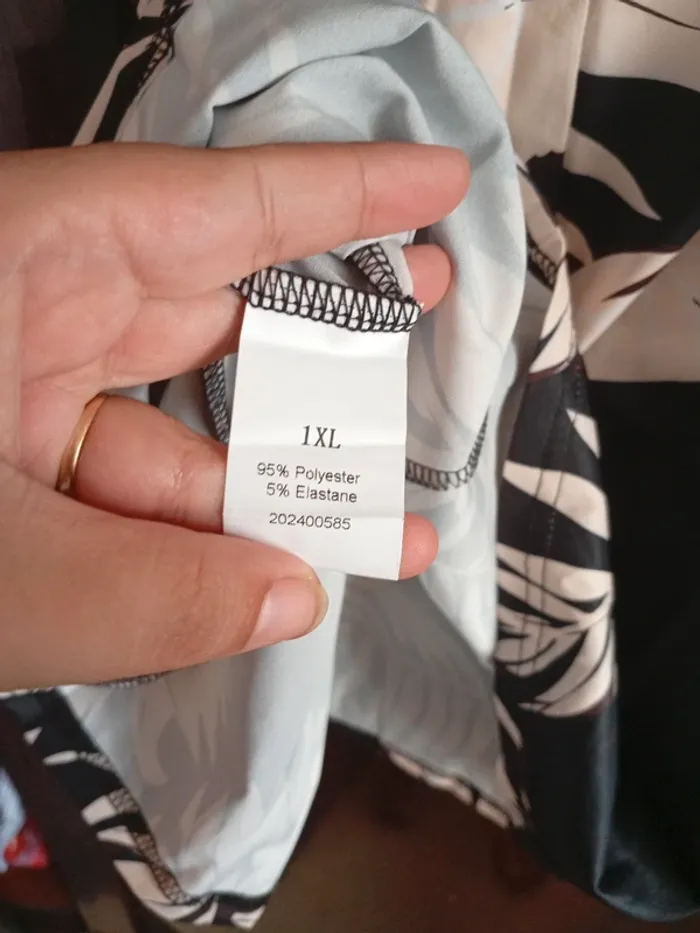 1XL
95% Polyester
5% Elastane
202400585